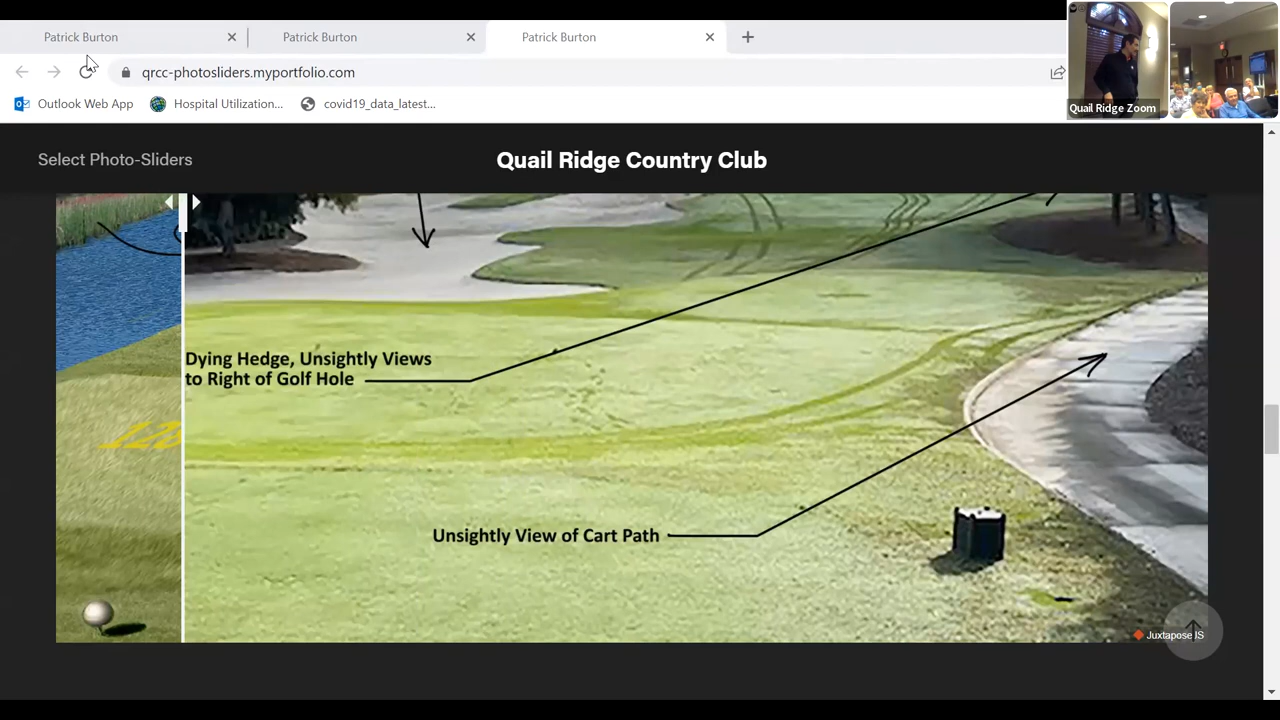 Patrick Burton
Patrick Burton
Patrick Burton
qrcc-photosliders.myportfolio.com
Outlook Web App
Hospital Utilization...
covid19_data_latest...
Quail Ridge Zoom
Select Photo-Sliders
Quail Ridge Country Club
Dying Hedge, Unsightly Views
to Right of Golf Hole
128
Unsightly View of Cart Path
JuxtaposeJS